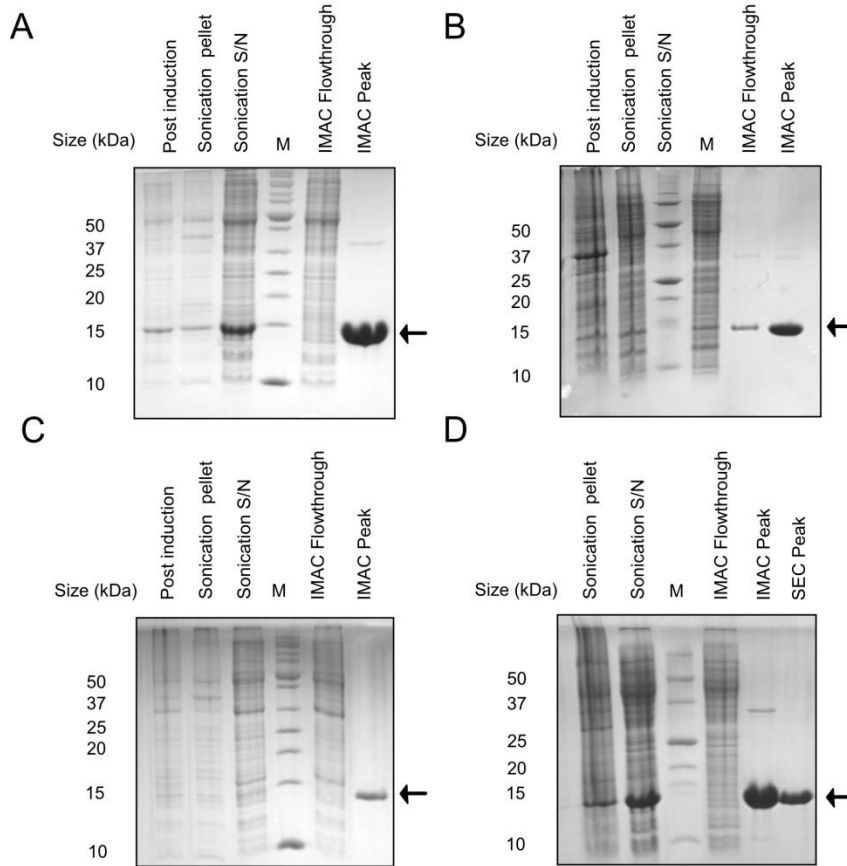 A
Post induction
Sonication pellet
Sonication S/N
M
IMAC Flowthrough
IMAC Peak
Size (kDa)
50
37
25
20
15
10
B
Post induction
Sonication pellet
Sonication S/N
M
IMAC Flowthrough
IMAC Peak
Size (kDa)
50
37
25
20
15
10
C
Post induction
Sonication pellet
Sonication S/N
M
IMAC Flowthrough
IMAC Peak
Size (kDa)
50
37
25
20
15
10
D
Sonication pellet
Sonication S/N
M
IMAC Flowthrough
IMAC Peak
SEC Peak
Size (kDa)
50
37
25
20
15
10